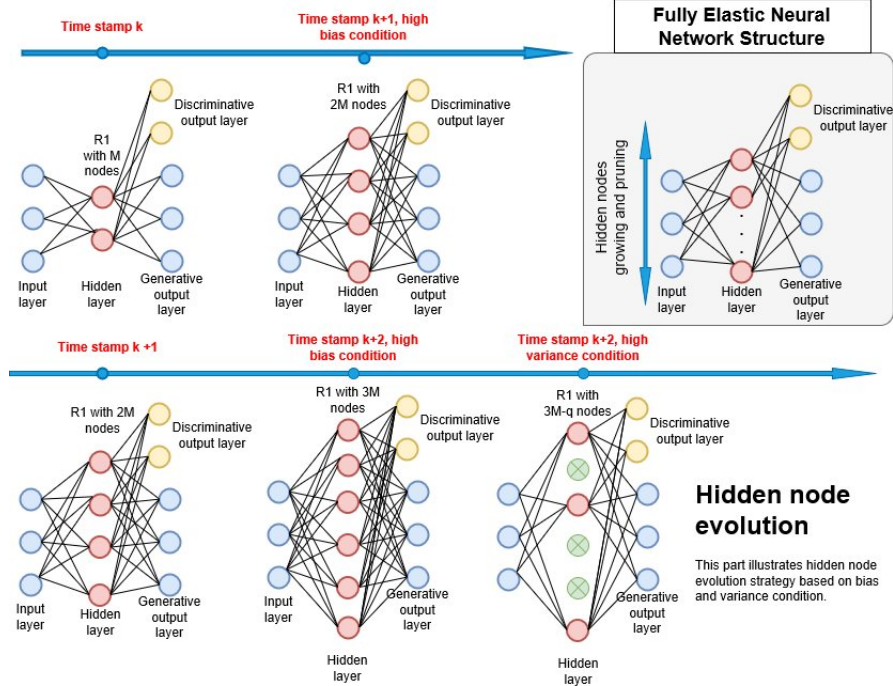 Time stamp k
Time stamp k+1, high
bias condition
Fully Elastic Neural
Network Structure
R1
with M
nodes
Discriminative
output layer
Input
layer
Hidden
layer
Generative
output layer
R1 with
2M nodes
Discriminative
output layer
Input
layer
Hidden
layer
Generative
output layer
Hidden nodes
growing and pruning
Discriminative
output layer
Input
layer
Hidden
layer
Generative
output layer
Time stamp k +1
Time stamp k+2, high
bias condition
Time stamp k+2, high
variance condition
R1 with 2M
nodes
Discriminative
output layer
Input
layer
Hidden
layer
Generative
output layer
R1 with 3M
nodes
Discriminative
output layer
Input
layer
Hidden
layer
Generative
output layer
R1 with
3M-q nodes
Discriminative
output layer
Input
layer
Hidden
layer
Generative
output layer
Hidden node
evolution
This part illustrates hidden node
evolution strategy based on bias
and variance condition.